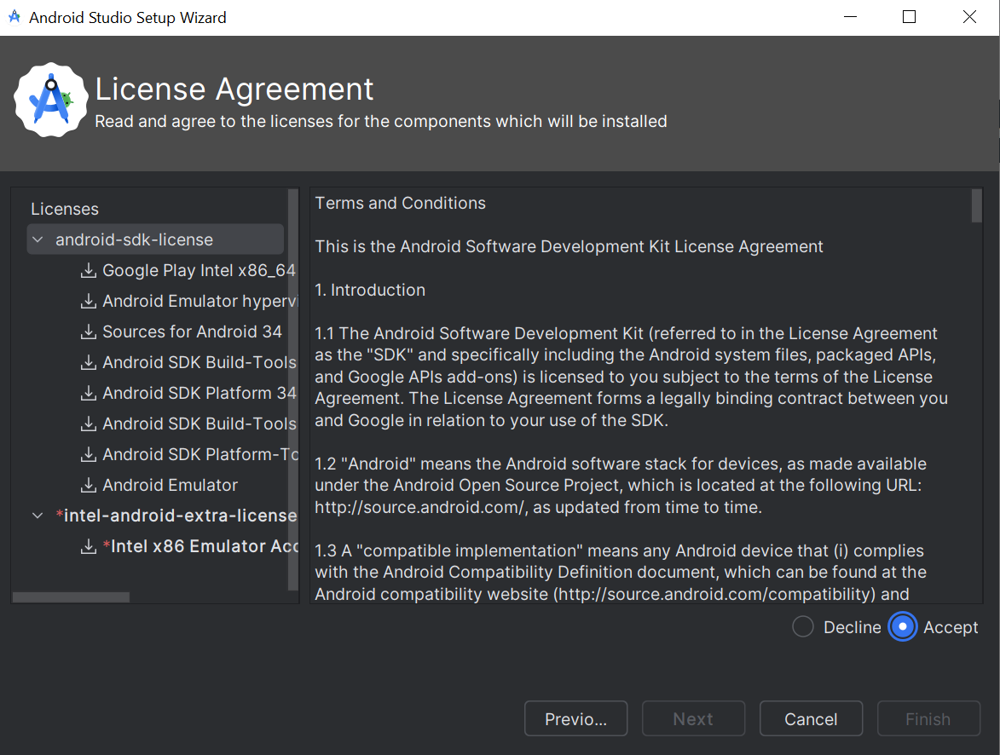 Android Studio Setup Wizard
License Agreement
Read and agree to the licenses for the components which will be installed
Licenses
android-sdk-license
Google Play Intel x86_64
Android Emulator hypervi
Sources for Android 34
Android SDK Build-Tools
Android SDK Platform 34
Android SDK Build-Tools
Android SDK Platform-To
Android Emulator
*intel-android-extra-license
*Intel x86 Emulator Acc
Terms and Conditions
This is the Android Software Development Kit License Agreement
1. Introduction
1.1 The Android Software Development Kit (referred to in the License Agreement
as the "SDK" and specifically including the Android system files, packaged APIs,
and Google APIs add-ons) is licensed to you subject to the terms of the License
Agreement. The License Agreement forms a legally binding contract between you
and Google in relation to your use of the SDK.
1.2 "Android" means the Android software stack for devices, as made available
under the Android Open Source Project, which is located at the following URL:
http://source.android.com/, as updated from time to time.
1.3 A "compatible implementation" means any Android device that (i) complies
with the Android Compatibility Definition document, which can be found at the
Android compatibility website (http://source.android.com/compatibility) and
Decline Accept
Previo... Next Cancel Finish